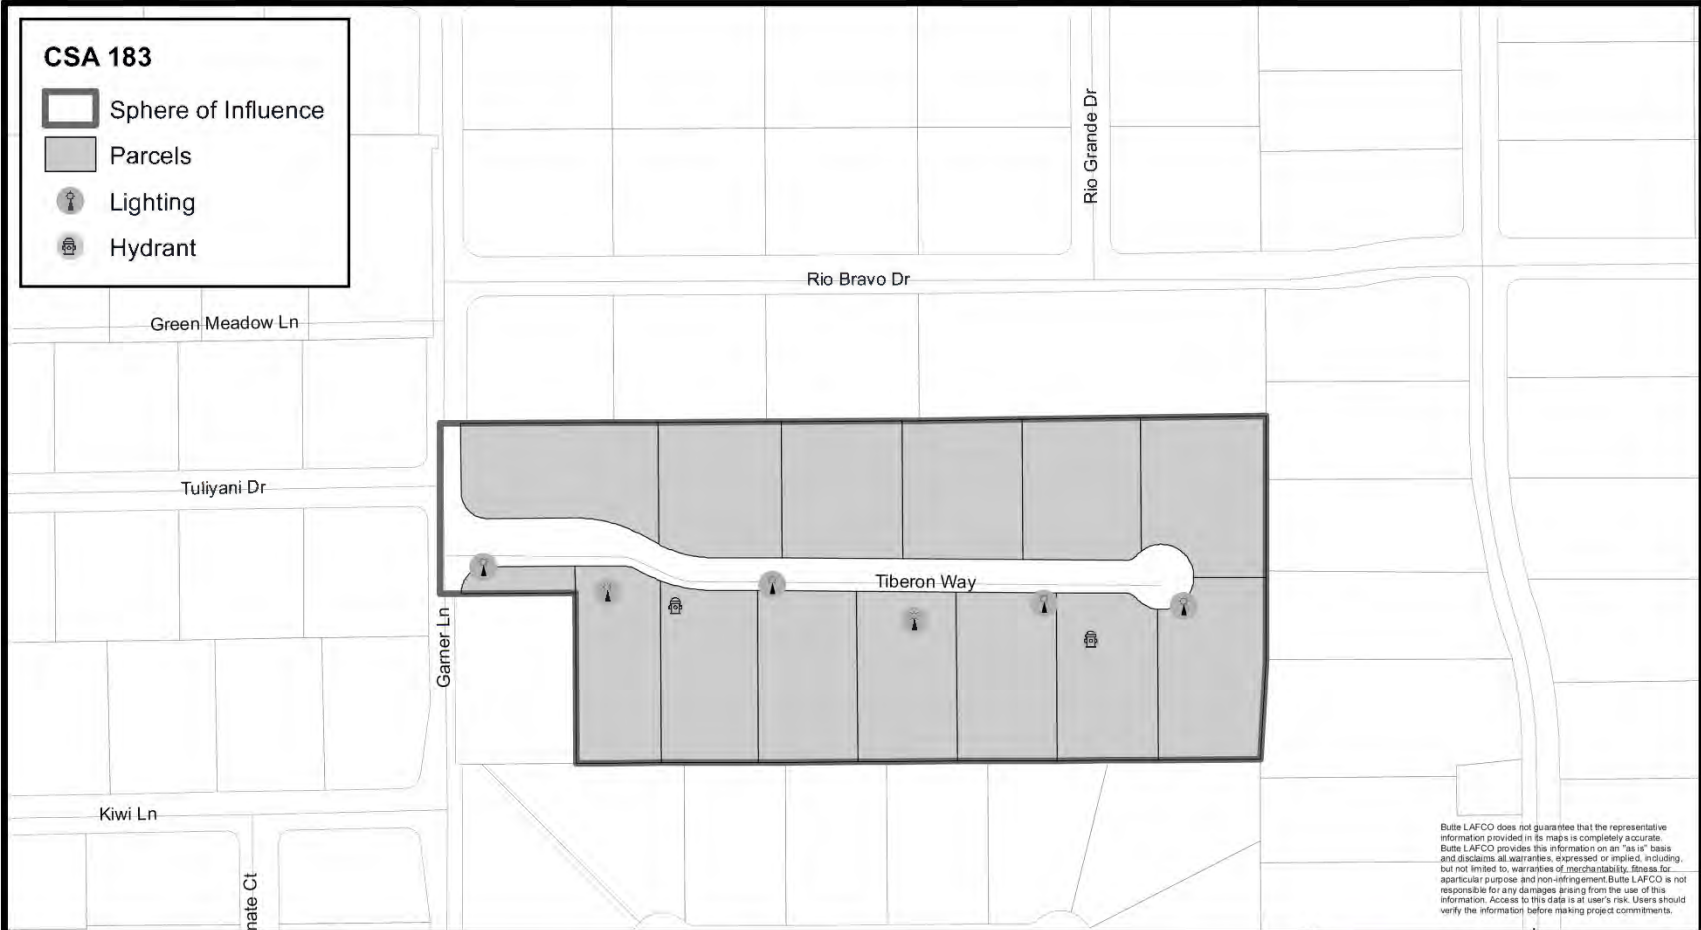 CSA 183
Sphere of Influence
Parcels
Lighting
Hydrant
Rio Grande Dr
Rio Bravo Dr
Green Meadow Ln
Tuliyani Dr
Tiberon Way
Garner Ln
Kiwi Ln
nate Ct
Butte LAFCO does not guarantee that the representative
information provided in its maps is completely accurate.
Butte LAFCO provides this information on an "as is" basis
and disclaims all warranties, expressed or implied, including,
but not limited to, warranties of merchantability, fitness for
aparticular purpose and non-infringement.Butte LAFCO is not
responsible for any damages arising from the use of this
information. Access to this data is at user's risk. Users should
verify the information before making project commitments.